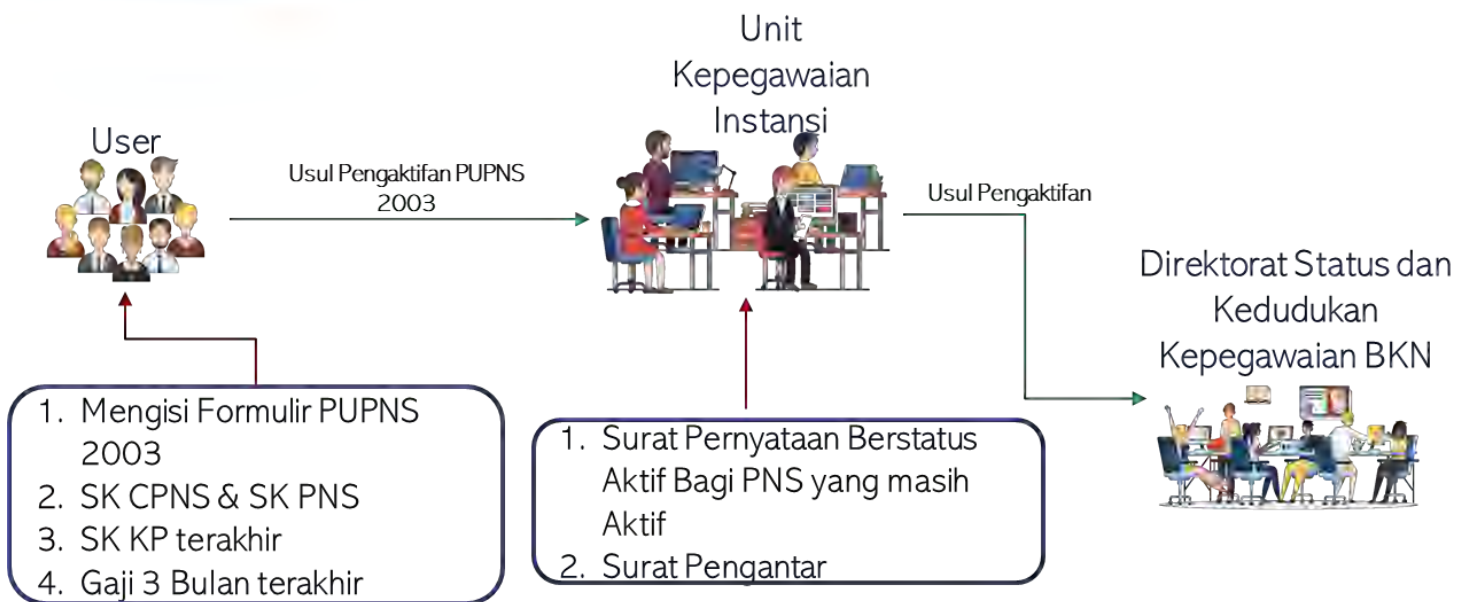 User
Usul Pengaktifan PUPNS
2003
Unit
Kepegawaian
Instansi
Usul Pengaktifan
Direktorat Status dan
Kedudukan
Kepegawaian BKN
1. Mengisi Formulir PUPNS
2003
2. SK CPNS & SK PNS
3. SK KP terakhir
4. Gaji 3 Bulan terakhir
1. Surat Pernyataan Berstatus
Aktif Bagi PNS yang masih
Aktif
2. Surat Pengantar